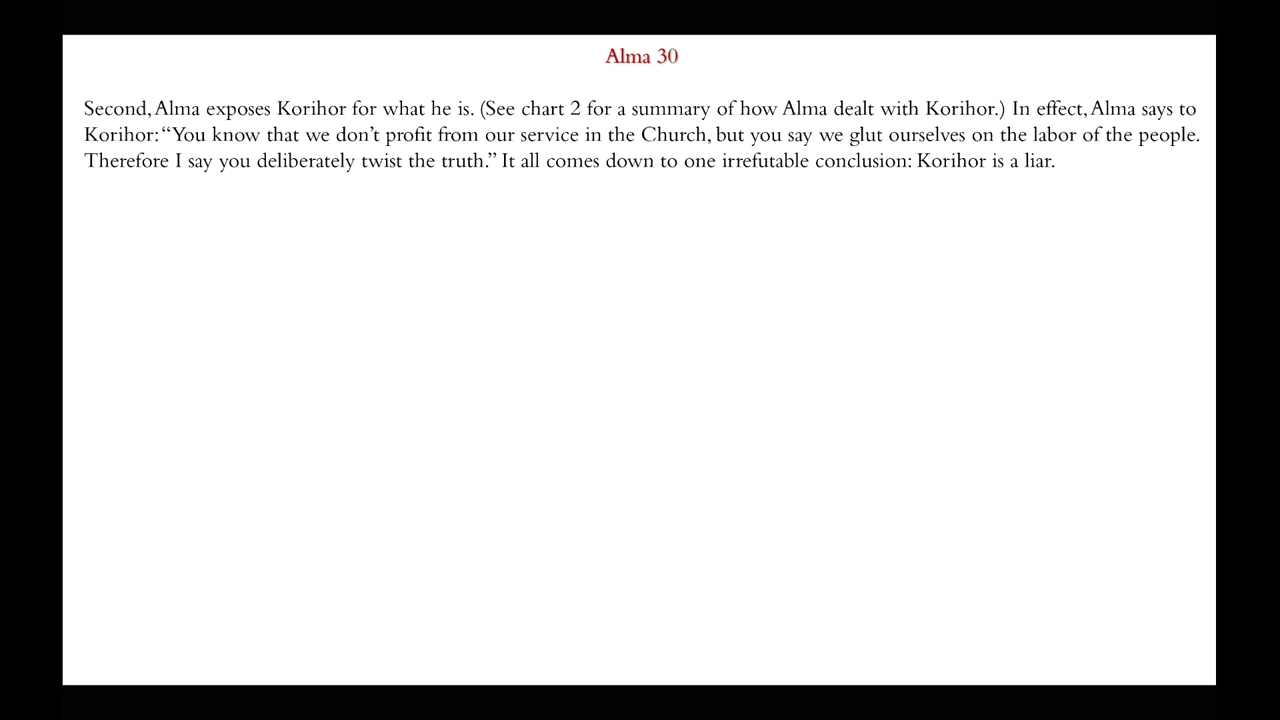 Alma 30
Second, Alma exposes Korihor for what he is. (See chart 2 for a summary of how Alma dealt with Korihor.) In effect, Alma says to
Korihor: “You know that we don’t profit from our service in the Church, but you say we glut ourselves on the labor of the people.
Therefore I say you deliberately twist the truth.” It all comes down to one irrefutable conclusion: Korihor is a liar.